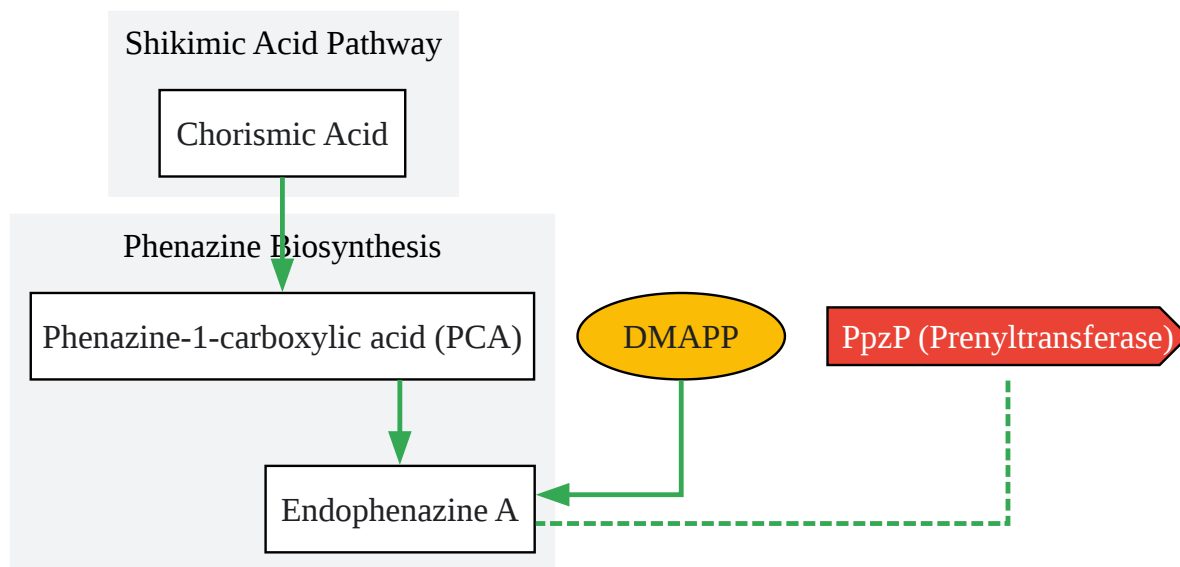 Shikimic Acid Pathway
Chorismic Acid
Phenazine Biosynthesis
Phenazine-1-carboxylic acid (PCA)
DMAPP
PpzP (Prenyltransferase)
Endophenazine A